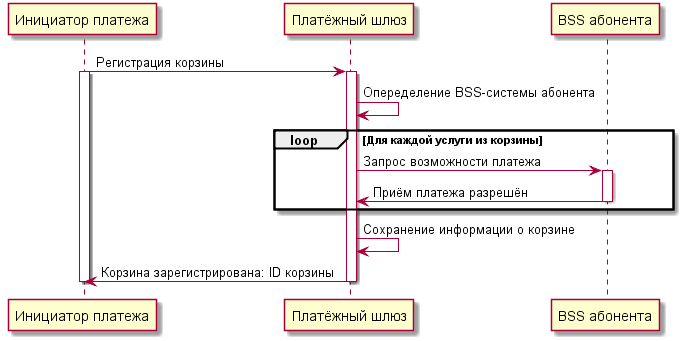 Инициатор платежа
Платёжный шлюз
BSS абонента
Регистрация корзины
Опеределение BSS-системы абонента
loop
[Для каждой услуги из корзины]
Запрос возможности платежа
Приём платежа разрешён
Сохранение информации о корзине
Корзина зарегистрирована: ID корзины
Инициатор платежа
Платёжный шлюз
BSS абонента